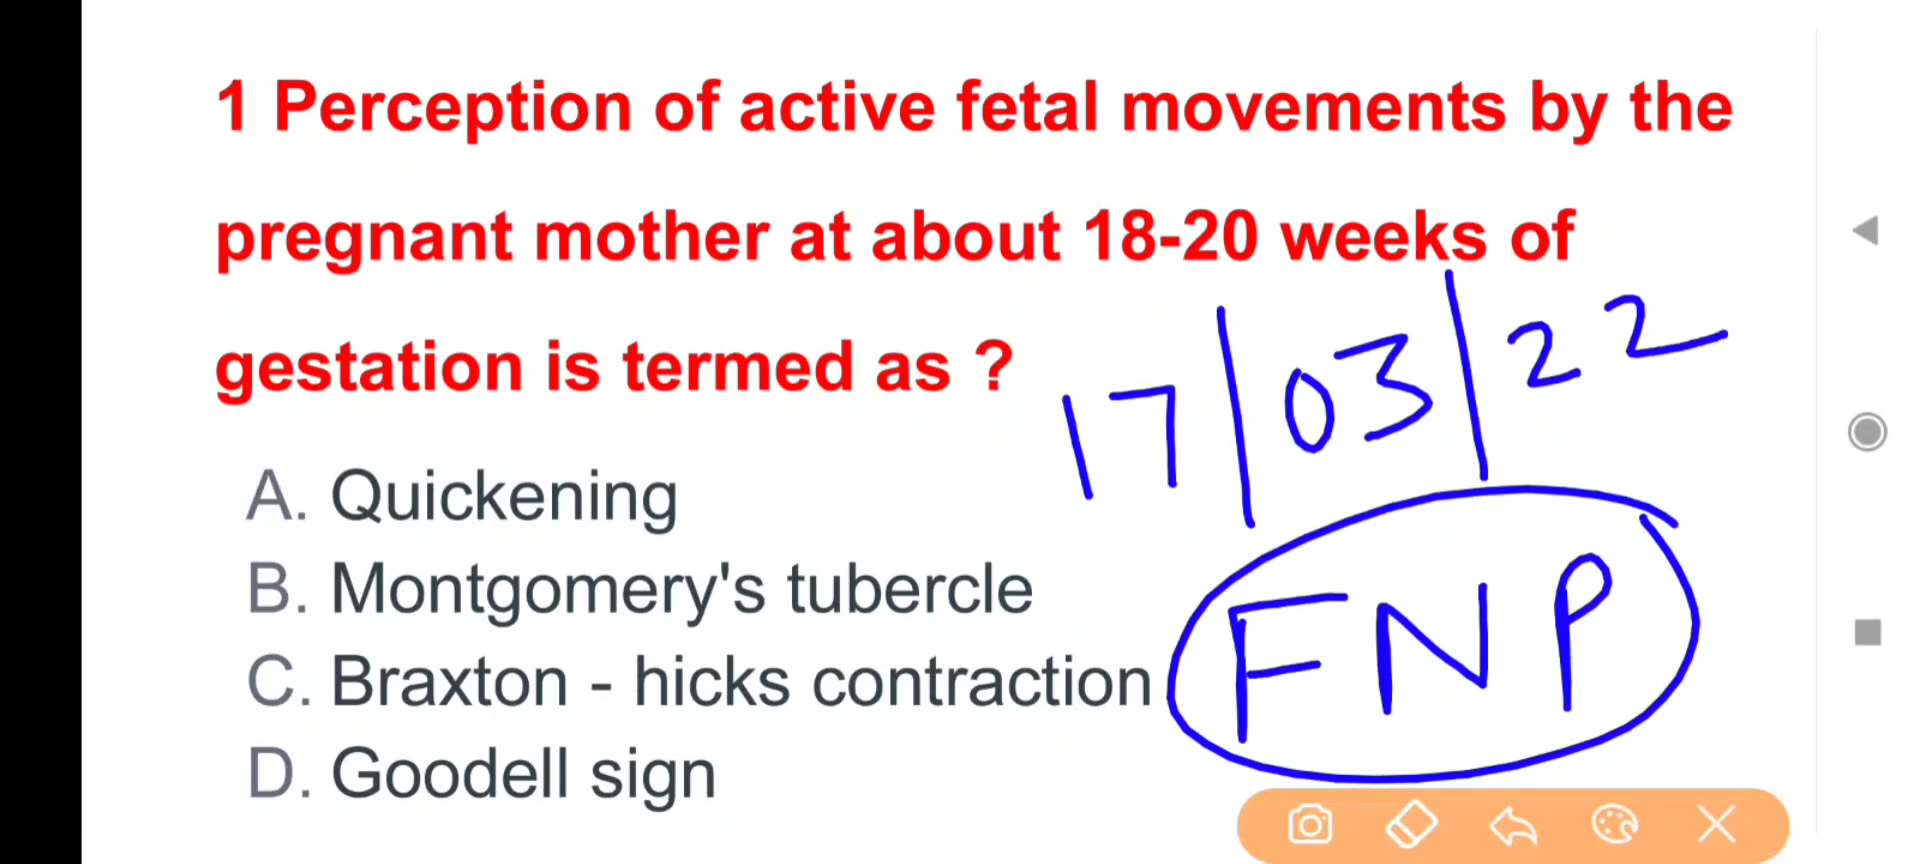 1 Perception of active fetal movements by the
pregnant mother at about 18-20 weeks of
gestation is termed as ?
17/03/22
A. Quickening
B. Montgomery's tubercle
C. Braxton - hicks contraction
FNP
D. Goodell sign